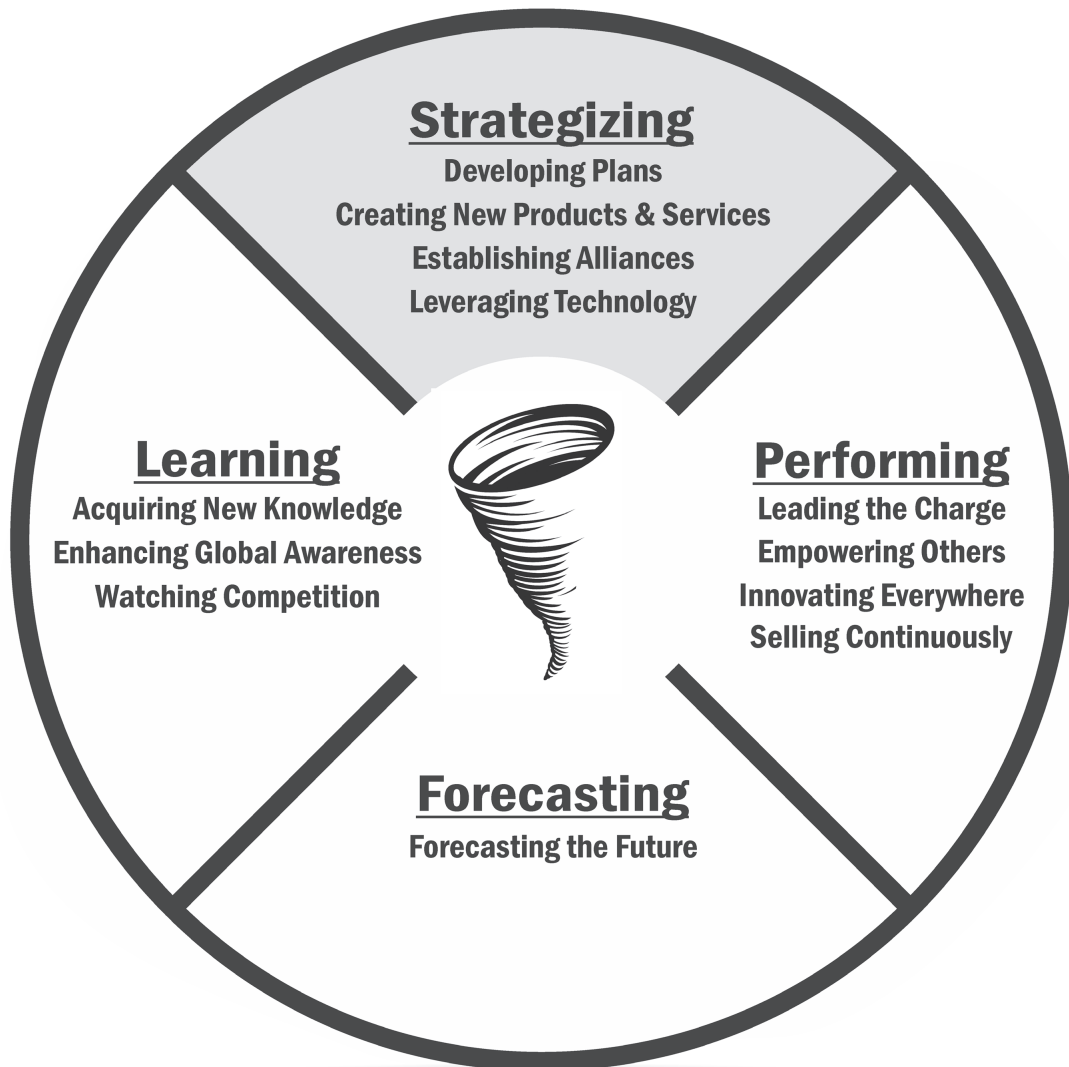 Strategizing
Developing Plans
Creating New Products & Services
Establishing Alliances
Leveraging Technology
Learning
Acquiring New Knowledge
Enhancing Global Awareness
Watching Competition
Performing
Leading the Charge
Empowering Others
Innovating Everywhere
Selling Continuously
Forecasting
Forecasting the Future